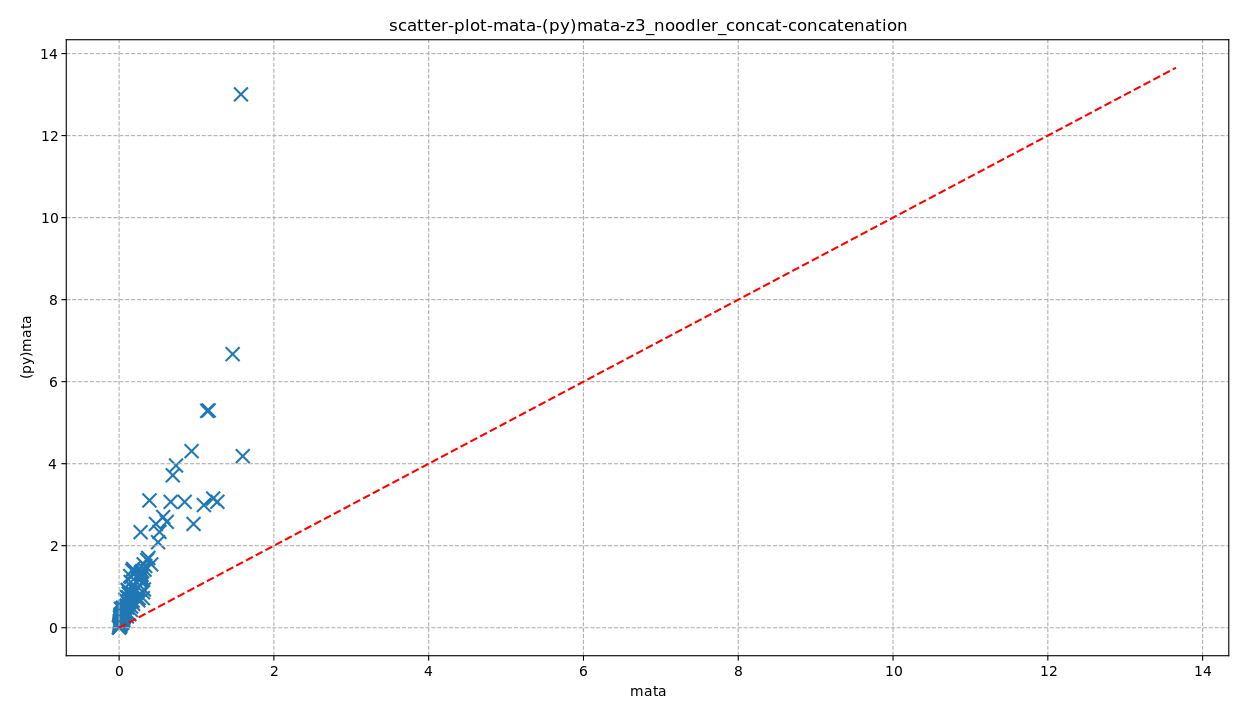 scatter-plot-mata-(py)mata-z3_noodler_concat-concatenation
14
12
10
8
6
4
2
0
(py)mata
0 2 4 6 8 10 12 14
mata